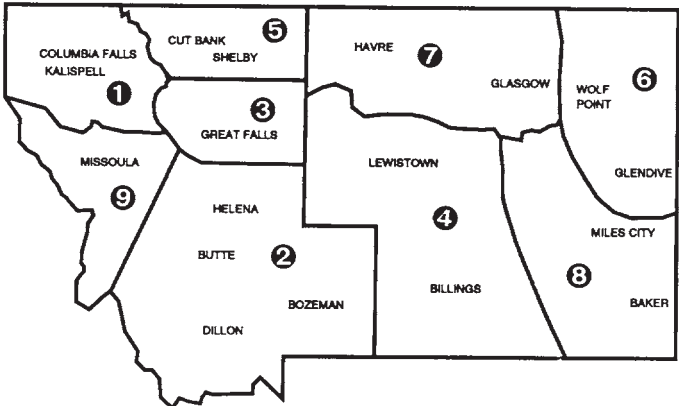 CUT BANK
SHELBY
5
COLUMBIA FALLS
KALISPELL
1
HAVRE
7
GLASGOW
WOLF
POINT
6
3
GREAT FALLS
MISSOULA
9
LEWISTOWN
GLENDIVE
HELENA
4
MILES CITY
BUTTE
2
8
BILLINGS
BOZEMAN
BAKER
DILLON